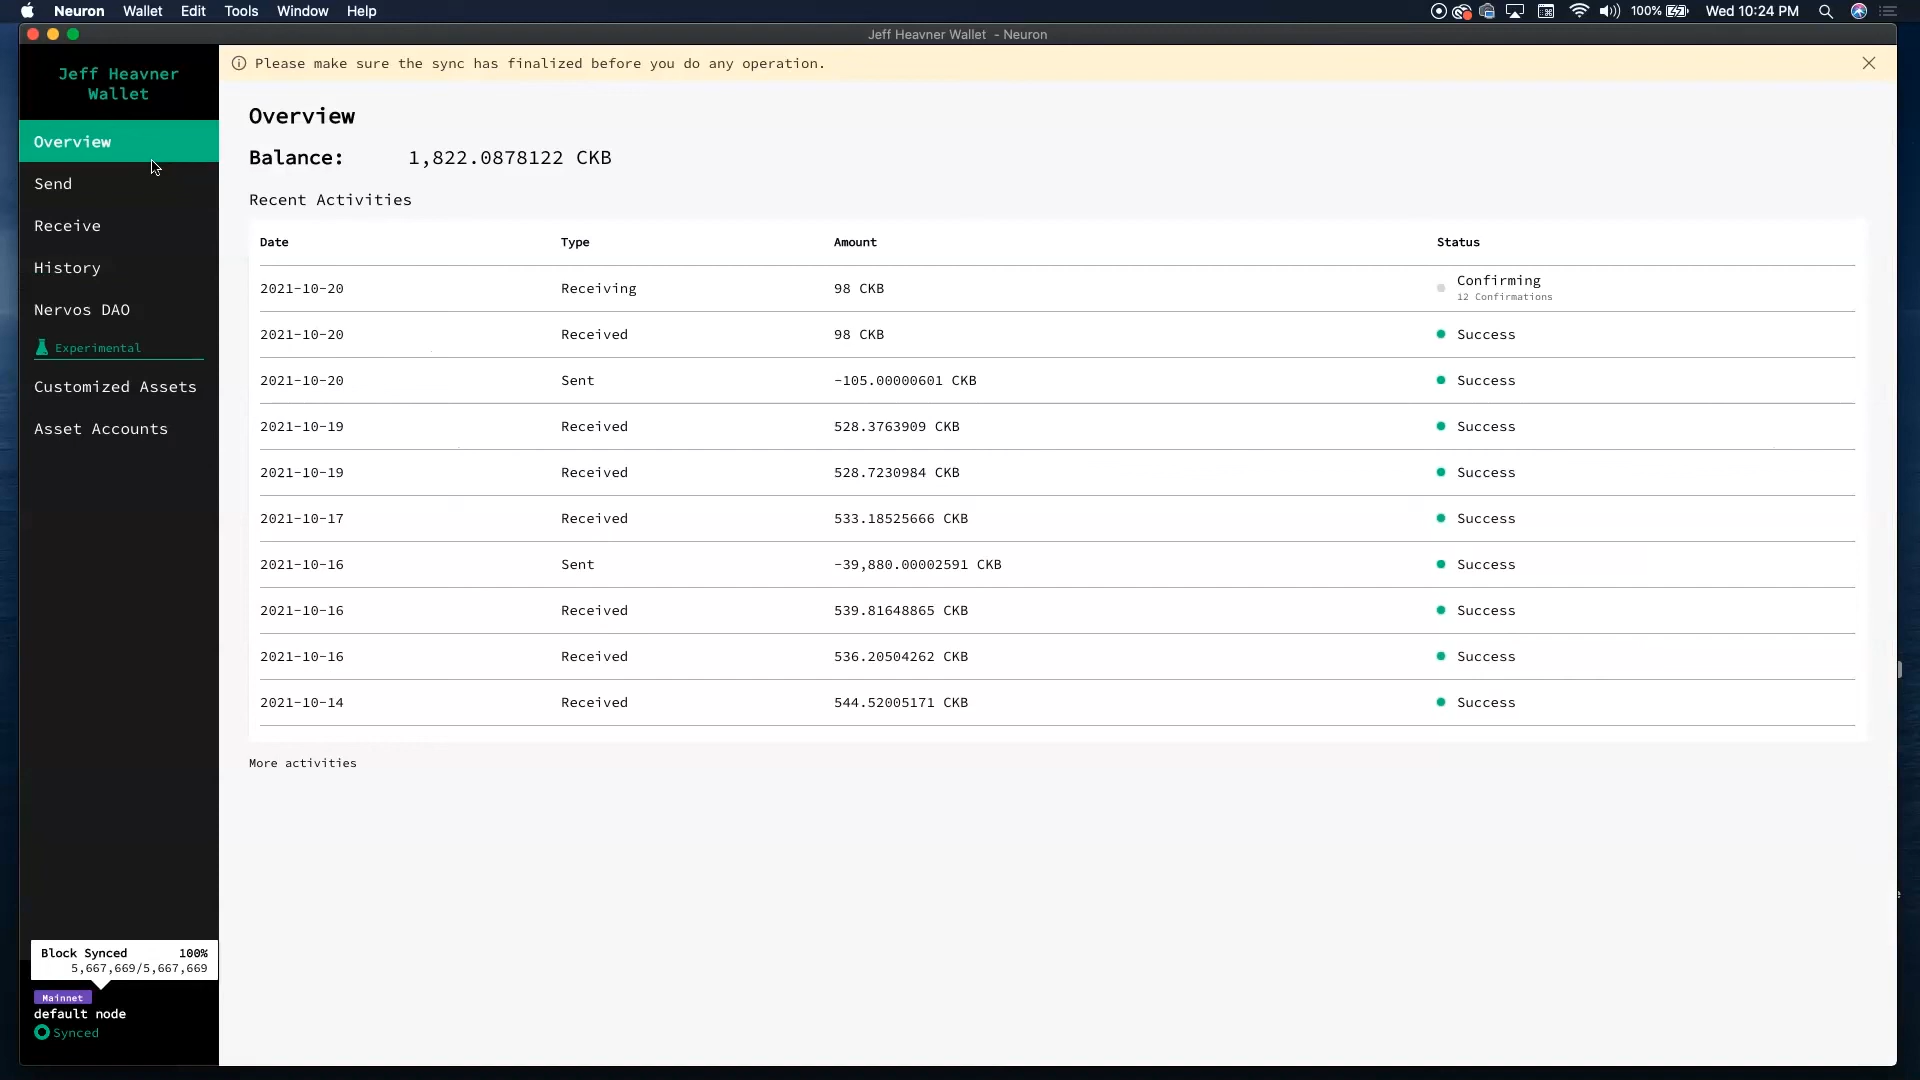 Neuron Wallet Edit Tools Window Help 100% Wed 10:24 PM
Jeff Heavner Wallet - Neuron
Jeff Heavner
Wallet
Please make sure the sync has finalized before you do any operation.
Overview
Send
Receive
History
Nervos DAO
Experimental
Customized Assets
Asset Accounts
Overview
Balance: 1,822.0878122 CKB
Recent Activities
Date Type Amount Status
2021-10-20 Receiving 98 CKB Confirming
12 Confirmations
2021-10-20 Received 98 CKB Success
2021-10-20 Sent -105.00000601 CKB Success
2021-10-19 Received 528.3763909 CKB Success
2021-10-19 Received 528.7230984 CKB Success
2021-10-17 Received 533.18525666 CKB Success
2021-10-16 Sent -39,880.00002591 CKB Success
2021-10-16 Received 539.81648865 CKB Success
2021-10-16 Received 536.20504262 CKB Success
2021-10-14 Received 544.52005171 CKB Success
More activities
Block Synced 100%
5,667,669/5,667,669
Mainnet
default node
Synced